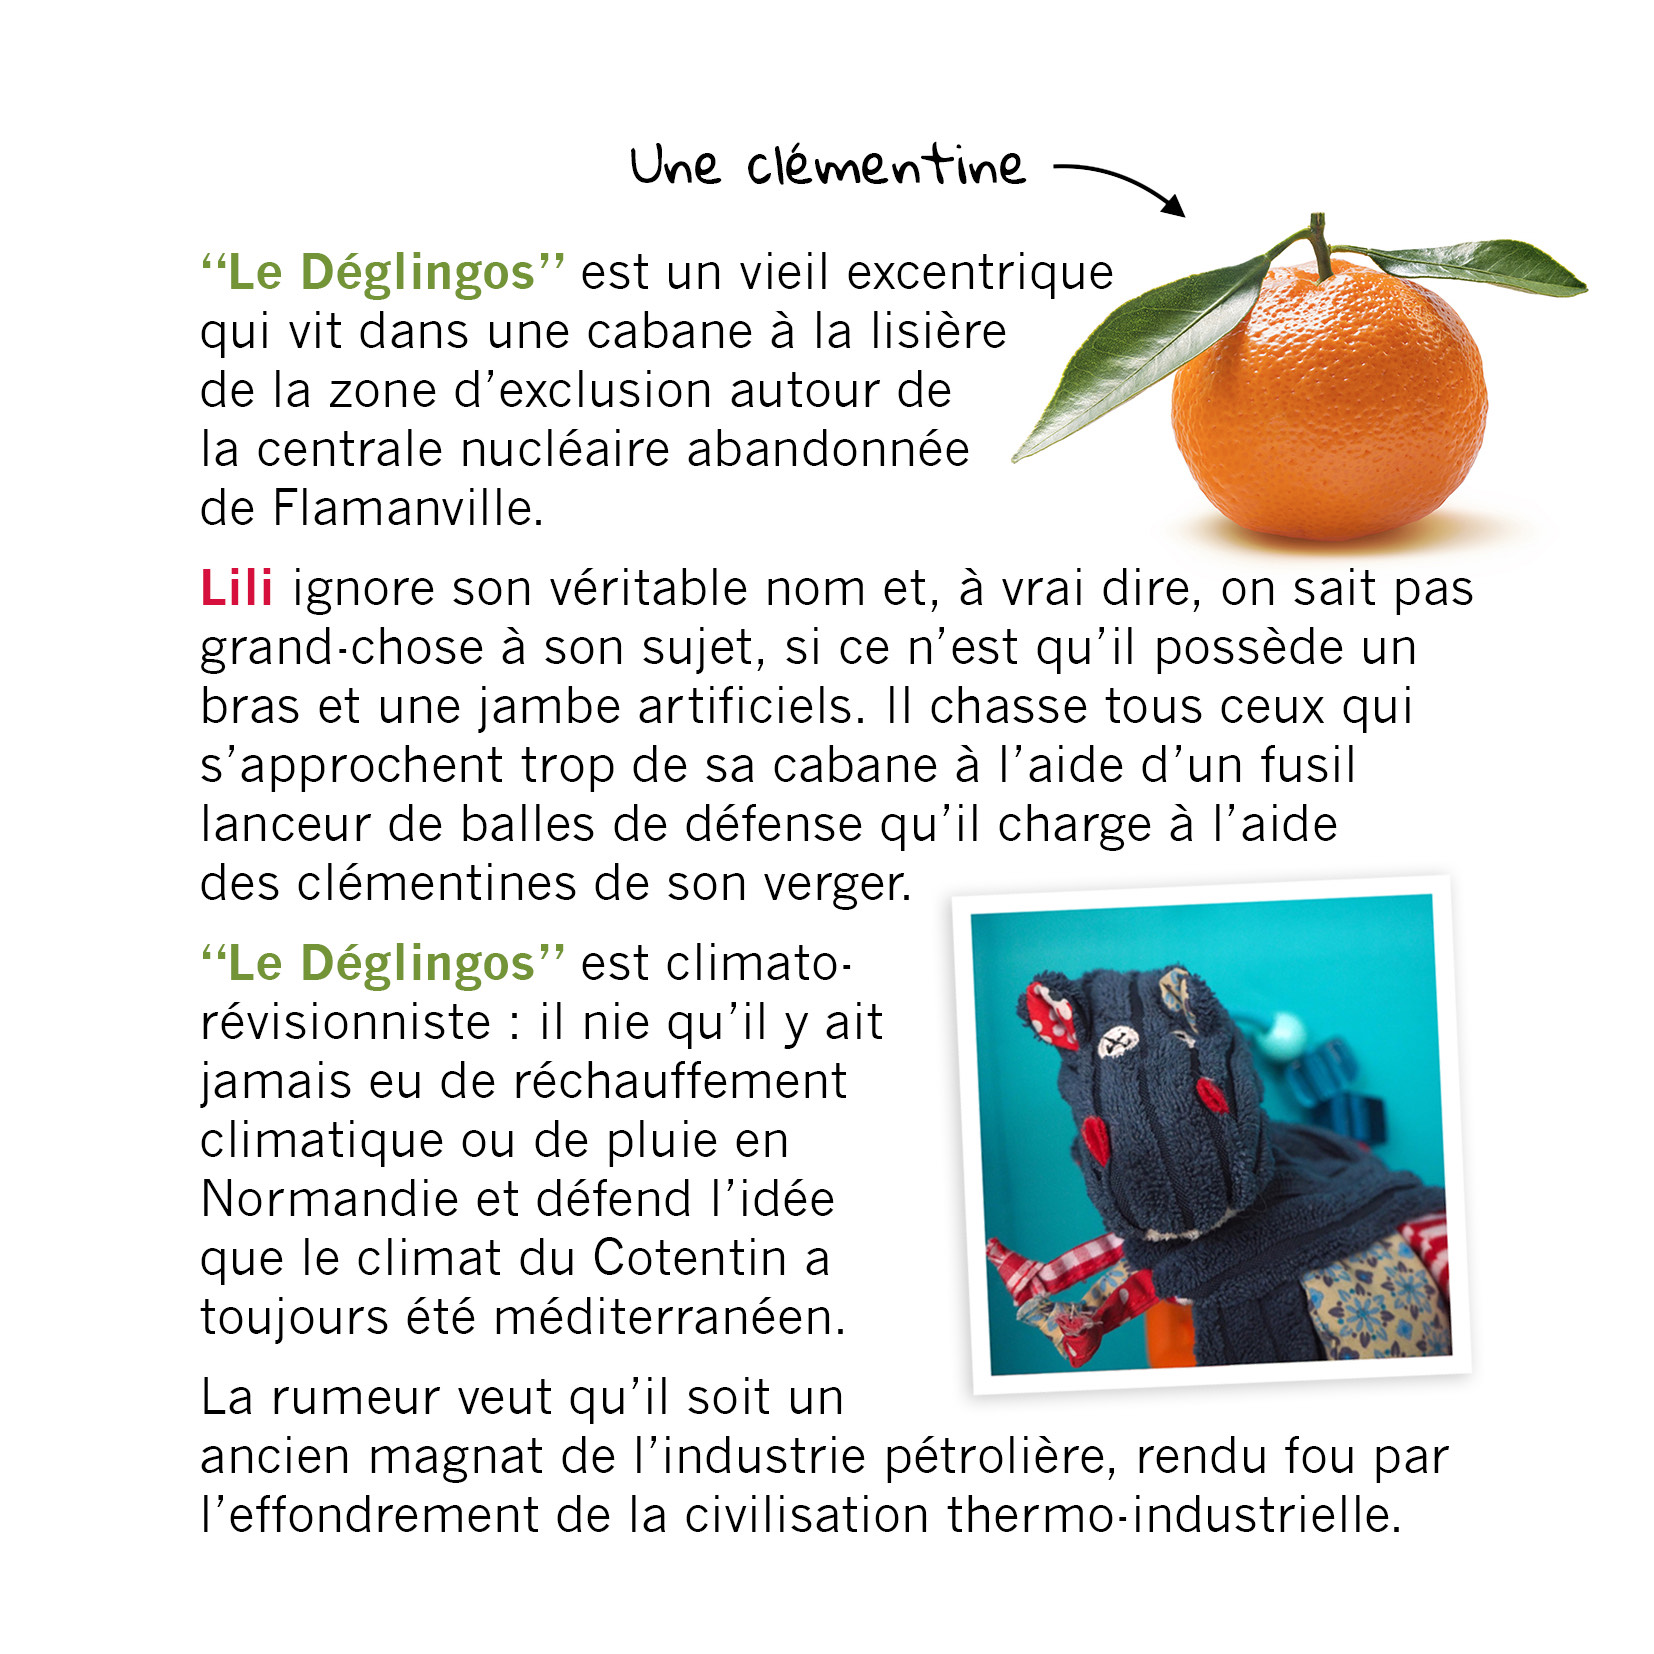 Une clémentine
“Le Déglingos” est un vieil excentrique
qui vit dans une cabane à la lisière
de la zone d’exclusion autour de
la centrale nucléaire abandonnée
de Flamanville.
Lili ignore son véritable nom et, à vrai dire, on sait pas
grand-chose à son sujet, si ce n’est qu’il possède un
bras et une jambe artificiels. Il chasse tous ceux qui
s’approchent trop de sa cabane à l’aide d’un fusil
lanceur de balles de défense qu’il charge à l’aide
des clémentines de son verger.
“Le Déglingos” est climato-
révisionniste : il nie qu’il y ait
jamais eu de réchauffement
climatique ou de pluie en
Normandie et défend l’idée
que le climat du Cotentin a
toujours été méditerranéen.
La rumeur veut qu’il soit un
ancien magnat de l’industrie pétrolière, rendu fou par
l’effondrement de la civilisation thermo-industrielle.